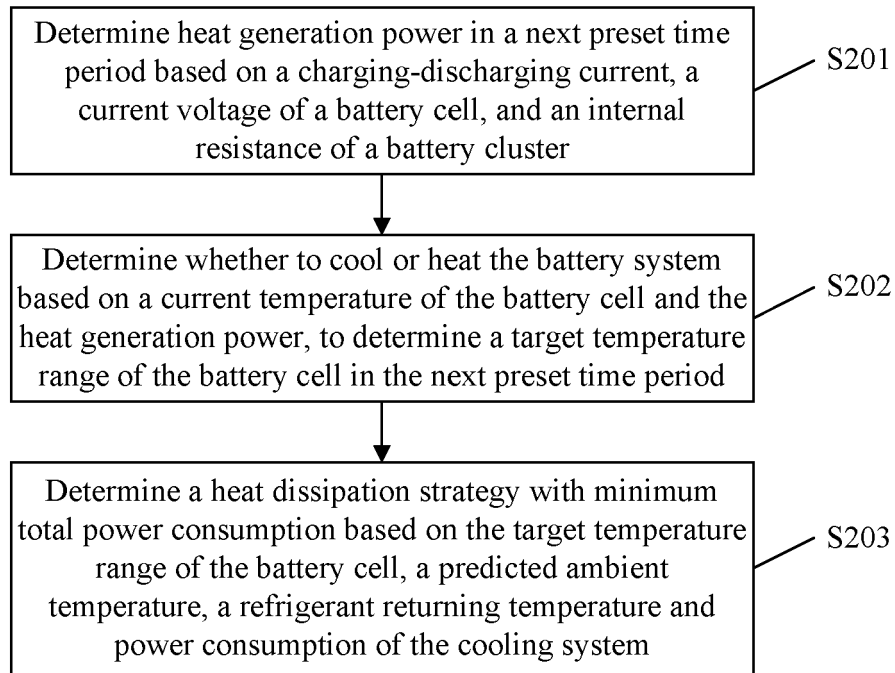 Determine heat generation power in a next preset time
period based on a charging-discharging current, a
current voltage of a battery cell, and an internal
resistance of a battery cluster
S201
Determine whether to cool or heat the battery system
based on a current temperature of the battery cell and the
heat generation power, to determine a target temperature
range of the battery cell in the next preset time period
S202
Determine a heat dissipation strategy with minimum
total power consumption based on the target temperature
range of the battery cell, a predicted ambient
temperature, a refrigerant returning temperature and
power consumption of the cooling system
S203